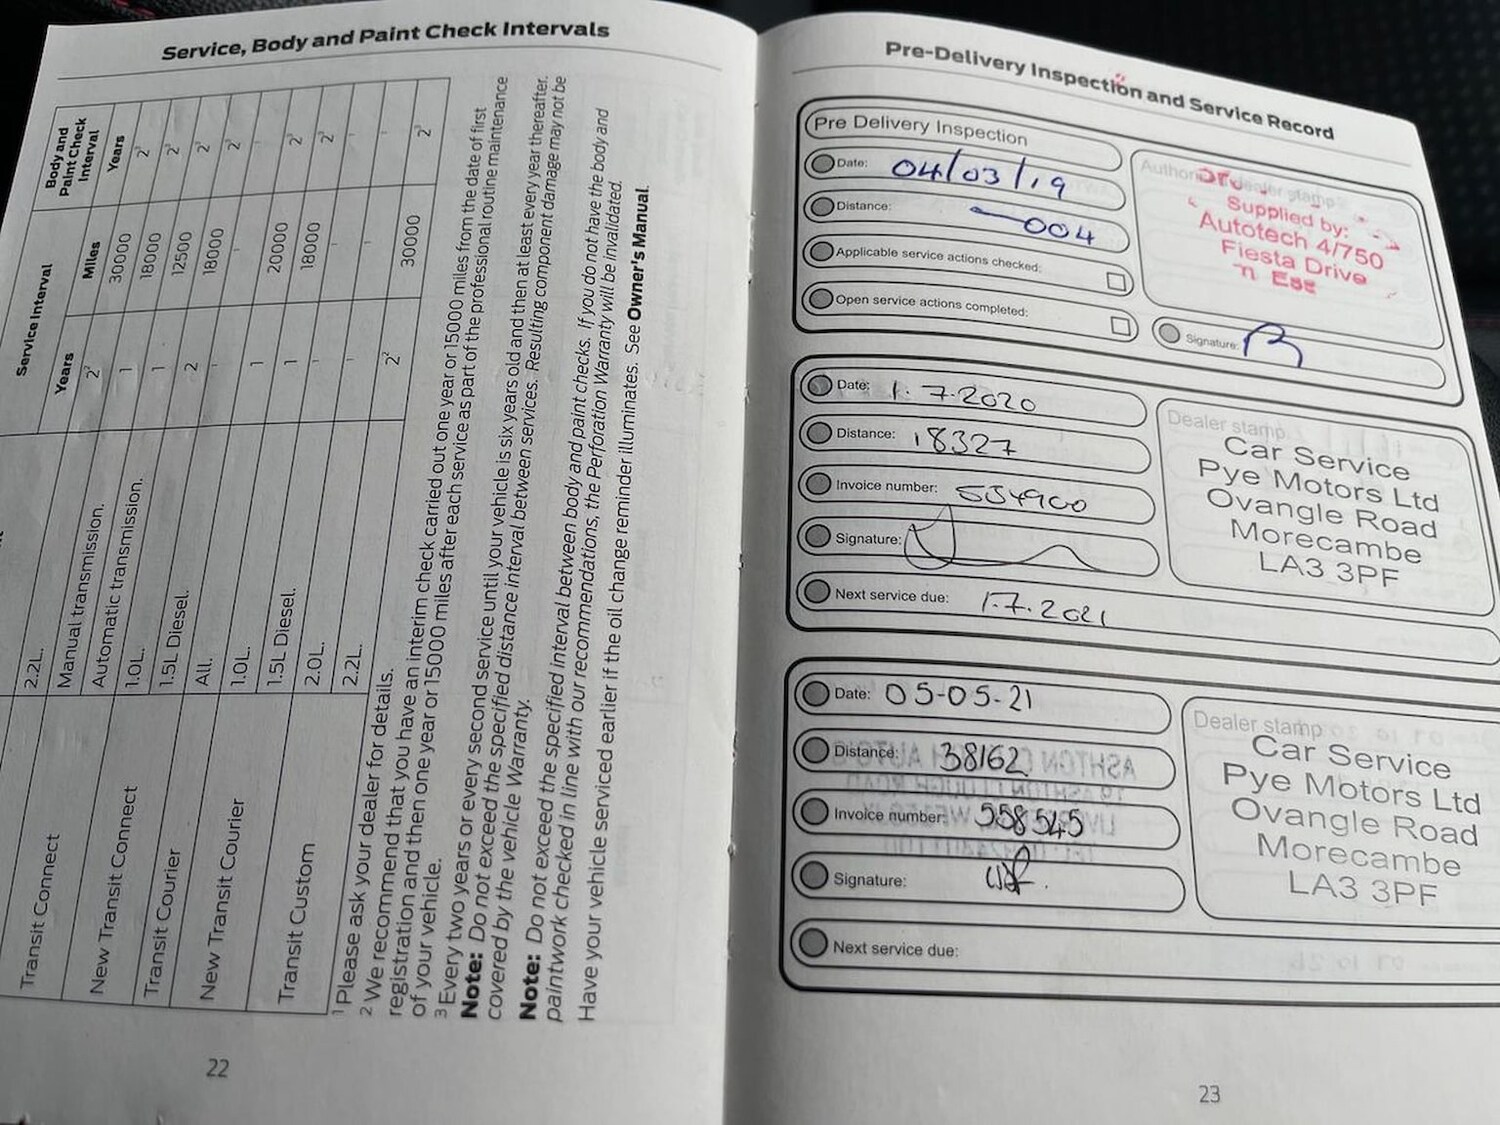 Service, Body and Paint Check Intervals
Service Interval
Body and Paint Check Interval
Years Miles Years
2.2L. 2² 30000 2³
Transit Connect
Manual transmission. 1 18000 2³
Automatic transmission. 1 12500 2³
New Transit Connect
1.0L. 2 18000 2³
1.5L Diesel. - - -
Transit Courier
All. 1 20000 2³
New Transit Courier
1.0L. 1 18000 2³
1.5L Diesel. - - -
Transit Custom
2.0L. - - -
2.2L. 2² 30000 2³
1 Please ask your dealer for details.
2 We recommend that you have an interim check carried out one year or 15000 miles from the date of first
registration and then one year or 15000 miles after each service as part of the professional routine maintenance
of your vehicle.
3 Every two years or every second service until your vehicle is six years old and then at least every year thereafter.
Note: Do not exceed the specified distance interval between services. Resulting component damage may not be
covered by the vehicle Warranty.
Note: Do not exceed the specified interval between body and paint checks. If you do not have the body and
paintwork checked in line with our recommendations, the Perforation Warranty will be invalidated.
Have your vehicle serviced earlier if the oil change reminder illuminates. See Owner's Manual.
22
Pre-Delivery Inspection and Service Record
Pre Delivery Inspection
Date: 04/03/19
Distance: 004
Applicable service actions checked:
Open service actions completed:
dealer stamp
Supplied by:
Autotech 4/750
Fiesta Drive
Signature:
Date: 1.7.2020
Distance: 18327
Invoice number: 554900
Signature:
Next service due: 1.7.2021
Dealer stamp
Car Service
Pye Motors Ltd
Ovangle Road
Morecambe
LA3 3PF
Date: 05-05-21
Distance: 38162
Invoice number: 558545
Signature:
Next service due:
Dealer stamp
Car Service
Pye Motors Ltd
Ovangle Road
Morecambe
LA3 3PF
23